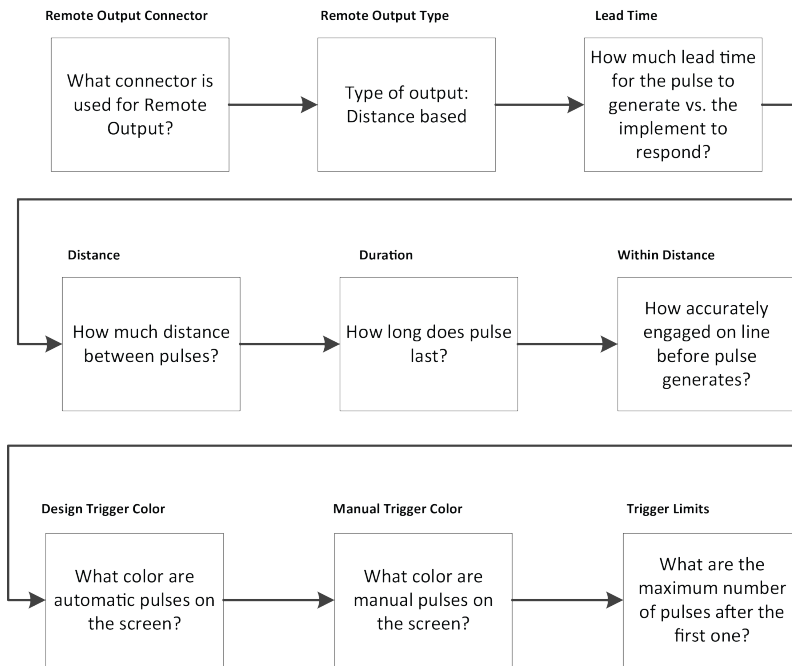 Remote Output Connector
What connector is
used for Remote
Output?
Remote Output Type
Type of output:
Distance based
Lead Time
How much lead time
for the pulse to
generate vs. the
implement to
respond?
Distance
How much distance
between pulses?
Duration
How long does pulse
last?
Within Distance
How accurately
engaged on line
before pulse
generates?
Design Trigger Color
What color are
automatic pulses on
the screen?
Manual Trigger Color
What color are
manual pulses on
the screen?
Trigger Limits
What are the
maximum number
of pulses after the
first one?